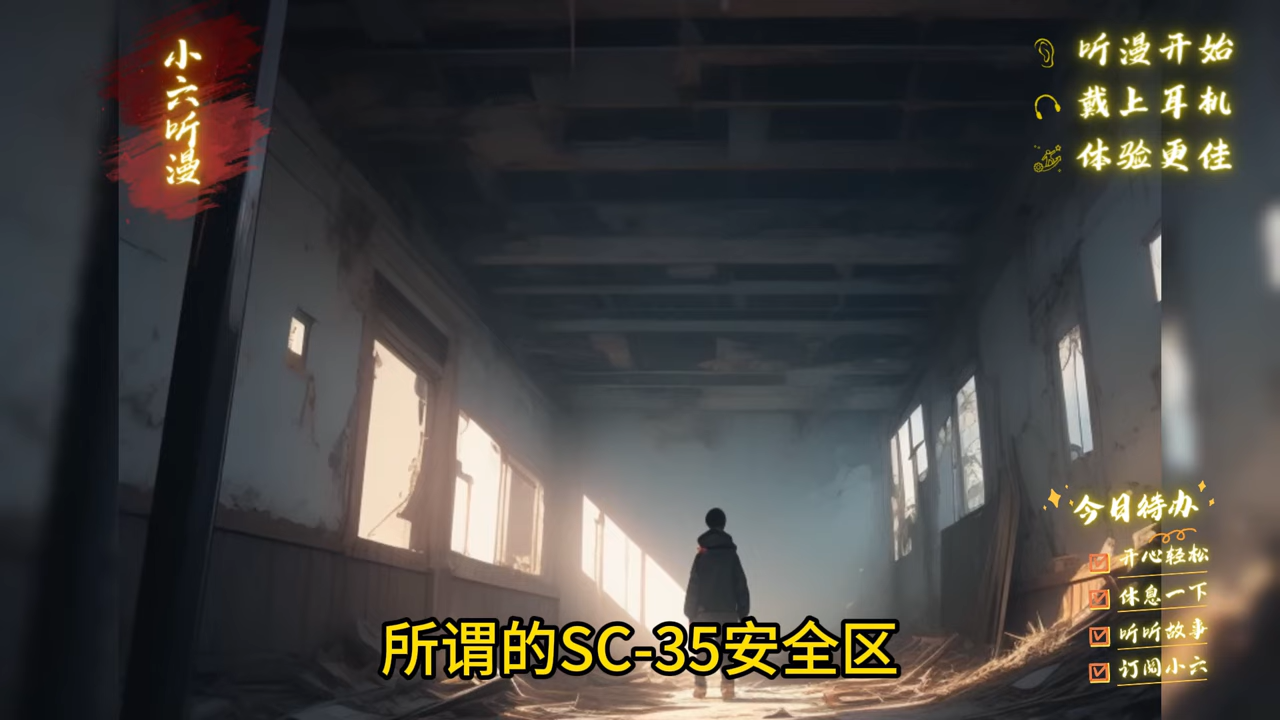 小六听漫
听漫开始
戴上耳机
体验更佳
今日待办
开心轻松
休息一下
听听故事
订阅小六
所谓的SC-35安全区